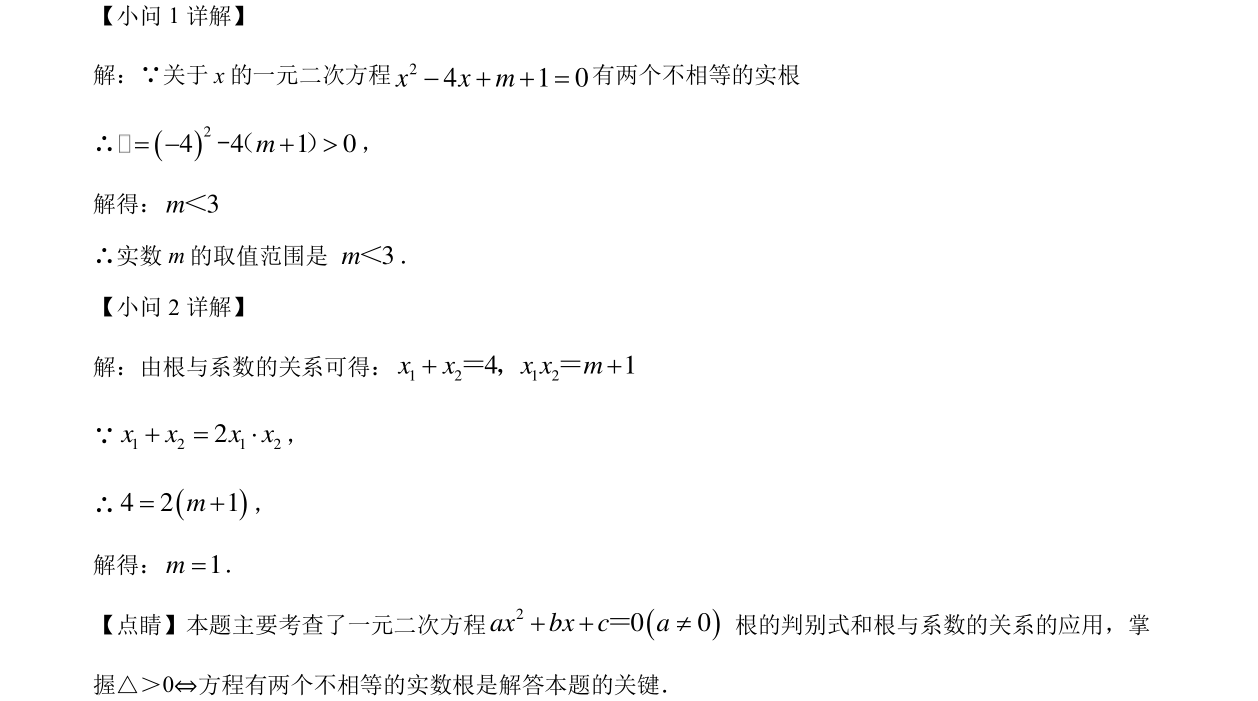 【小问 1 详解】
解：∵关于 x 的一元二次方程 x² − 4x + m + 1 = 0 有两个不相等的实根
∴□= (−4)² -4（m +1）> 0 ，
解得： m＜3
∴实数 m 的取值范围是 m＜3 .
【小问 2 详解】
解：由根与系数的关系可得： x₁ + x₂＝4，x₁x₂＝m +1
∵ x₁ + x₂ = 2x₁ · x₂ ，
∴ 4 = 2(m +1) ，
解得： m = 1 .
【点睛】本题主要考查了一元二次方程 ax² + bx + c＝0(a ≠ 0) 根的判别式和根与系数的关系的应用，掌
握△＞0⇔方程有两个不相等的实数根是解答本题的关键．